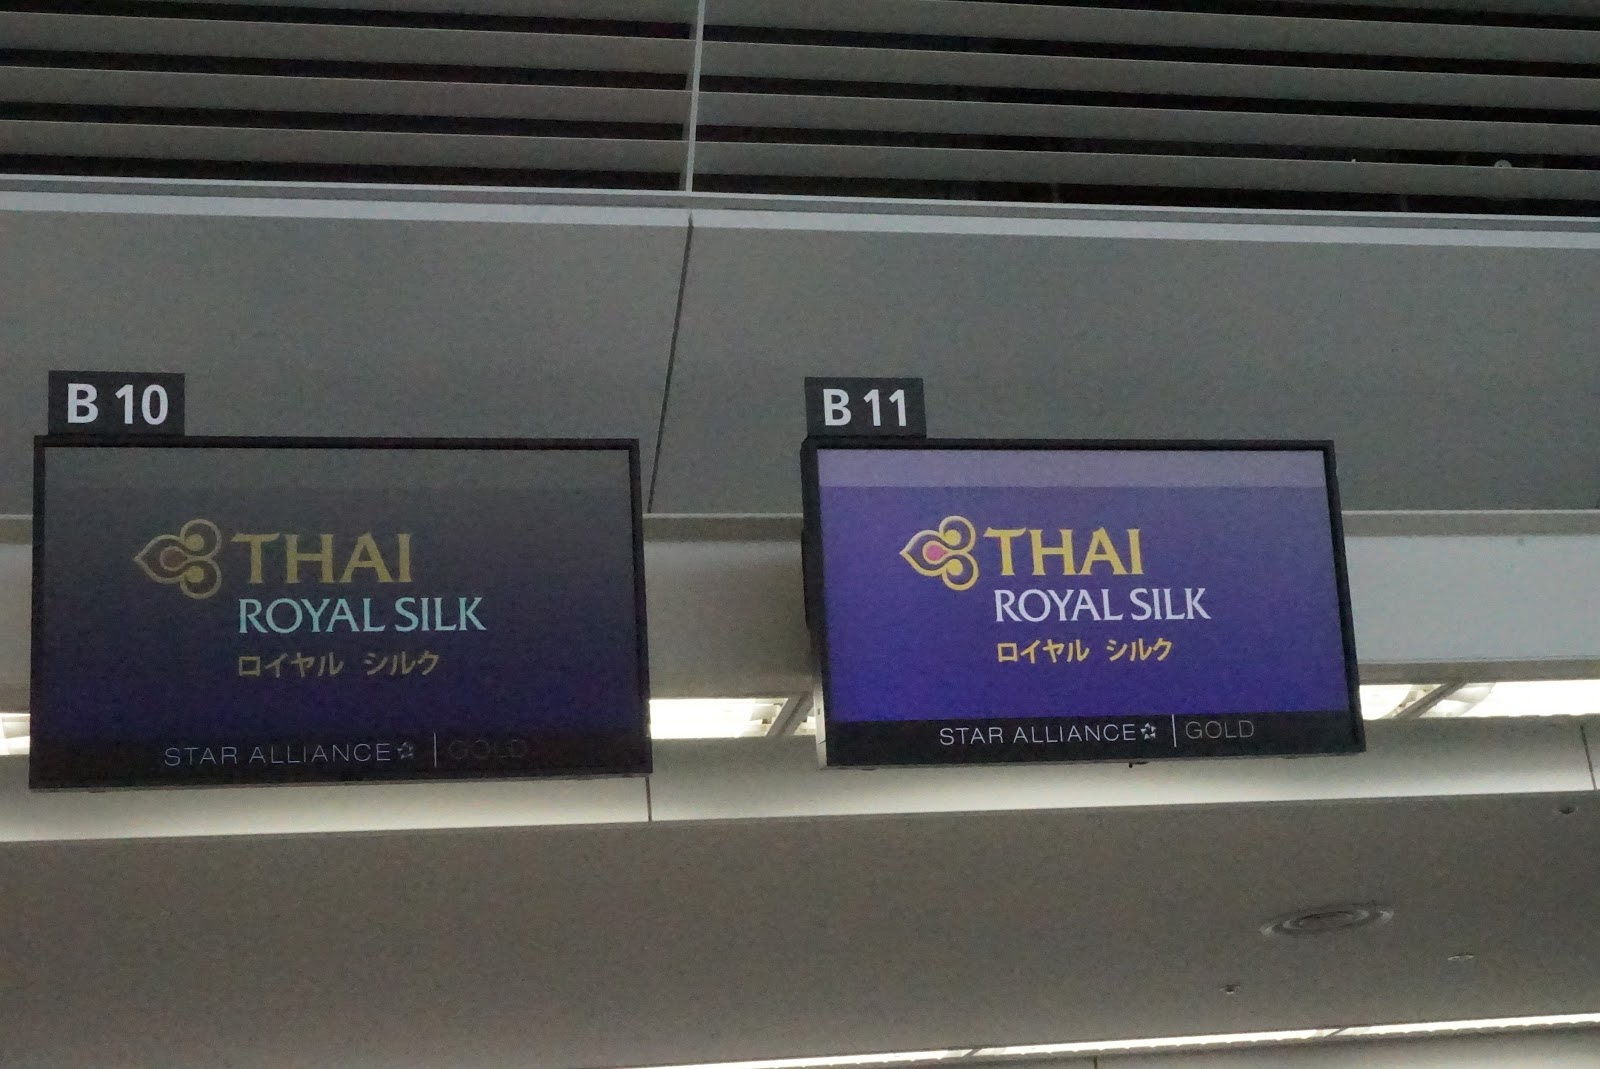 B 10
THAI
ROYAL SILK
ロイヤル シルク
STAR ALLIANCE | GOLD
B 11
THAI
ROYAL SILK
ロイヤル シルク
STAR ALLIANCE | GOLD